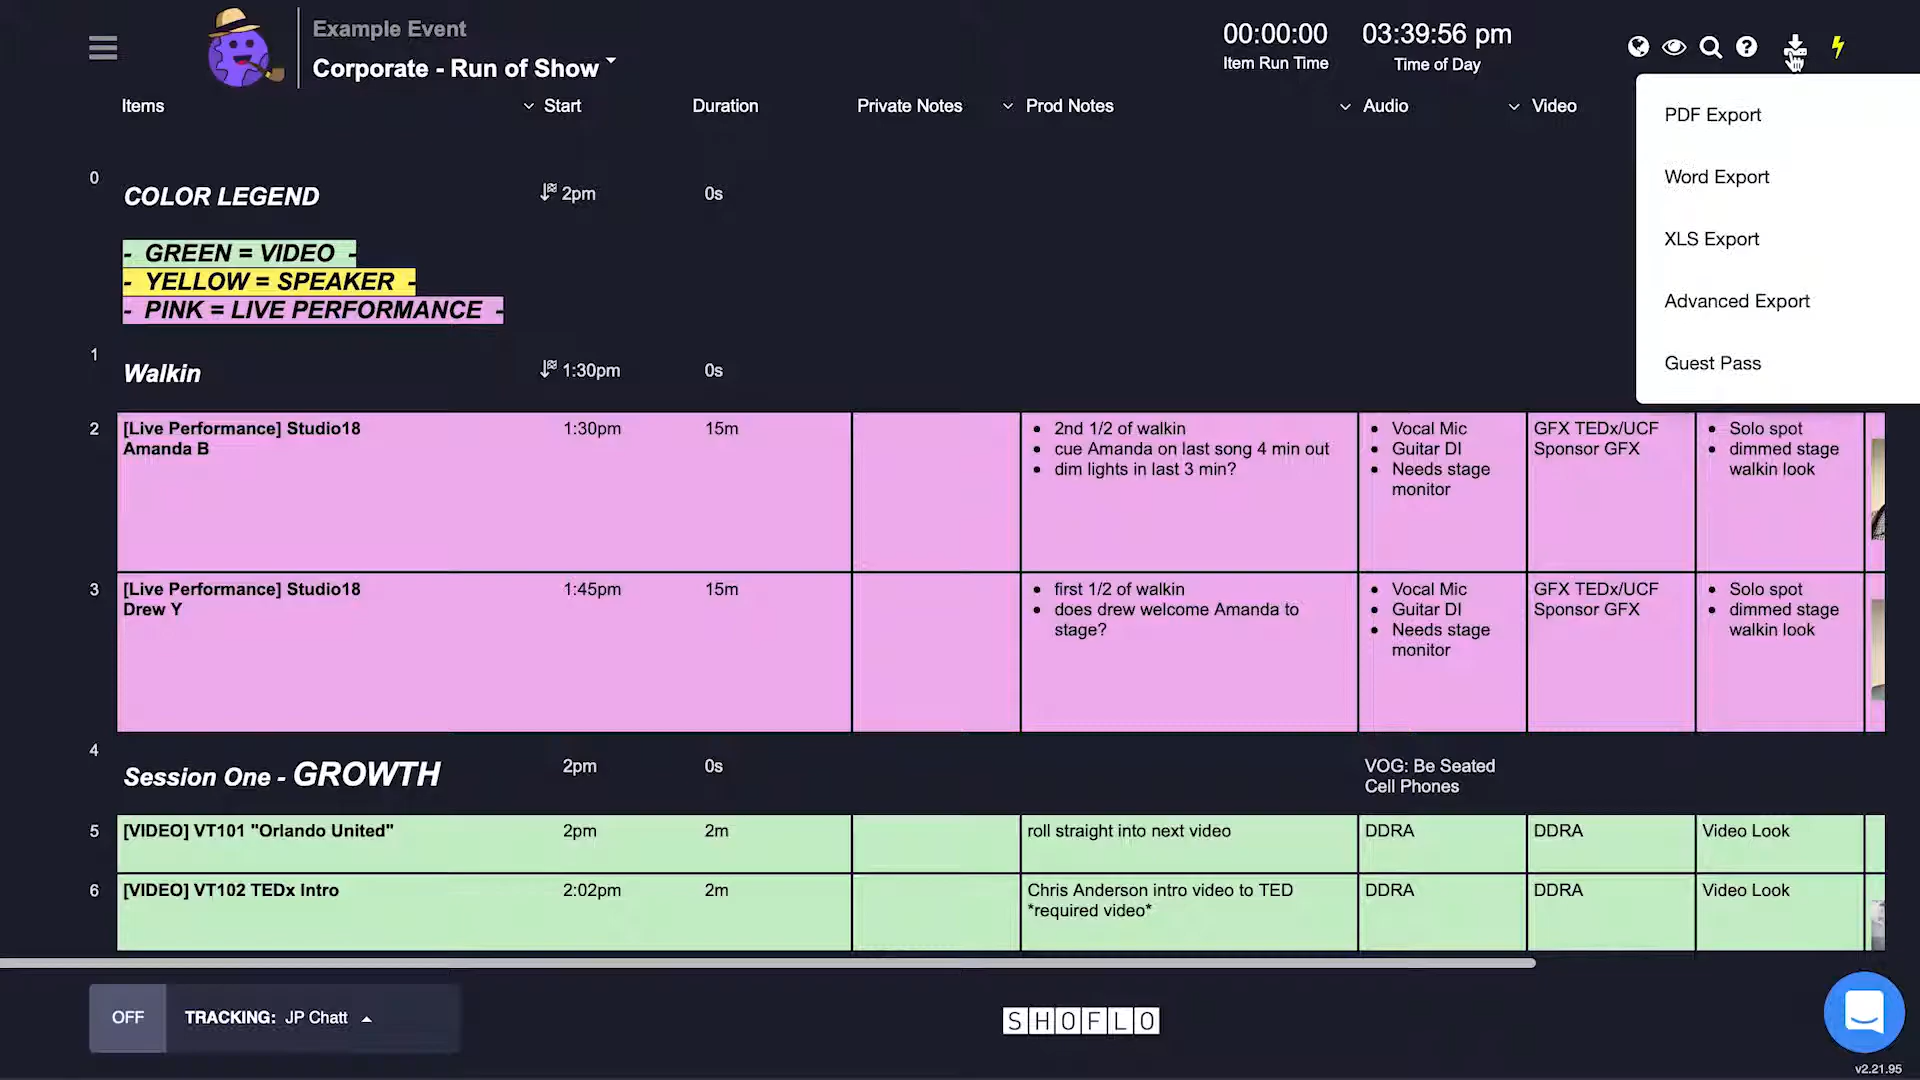 Example Event
Corporate - Run of Show
00:00:00
Item Run Time
03:39:56 pm
Time of Day
Items
Start
Duration
Private Notes
Prod Notes
Audio
Video
PDF Export
Word Export
XLS Export
Advanced Export
Guest Pass
0
COLOR LEGEND
2pm
0s
- GREEN = VIDEO -
- YELLOW = SPEAKER -
- PINK = LIVE PERFORMANCE -
1
Walkin
1:30pm
0s
2
[Live Performance] Studio18
Amanda B
1:30pm
15m
• 2nd 1/2 of walkin
• cue Amanda on last song 4 min out
• dim lights in last 3 min?
• Vocal Mic
• Guitar DI
• Needs stage
monitor
GFX TEDx/UCF
Sponsor GFX
• Solo spot
• dimmed stage
walkin look
3
[Live Performance] Studio18
Drew Y
1:45pm
15m
• first 1/2 of walkin
• does drew welcome Amanda to
stage?
• Vocal Mic
• Guitar DI
• Needs stage
monitor
GFX TEDx/UCF
Sponsor GFX
• Solo spot
• dimmed stage
walkin look
4
Session One - GROWTH
2pm
0s
VOG: Be Seated
Cell Phones
5
[VIDEO] VT101 "Orlando United"
2pm
2m
roll straight into next video
DDRA
DDRA
Video Look
6
[VIDEO] VT102 TEDx Intro
2:02pm
2m
Chris Anderson intro video to TED
*required video*
DDRA
DDRA
Video Look
OFF
TRACKING: JP Chatt
SHOFLO
v2.21.95